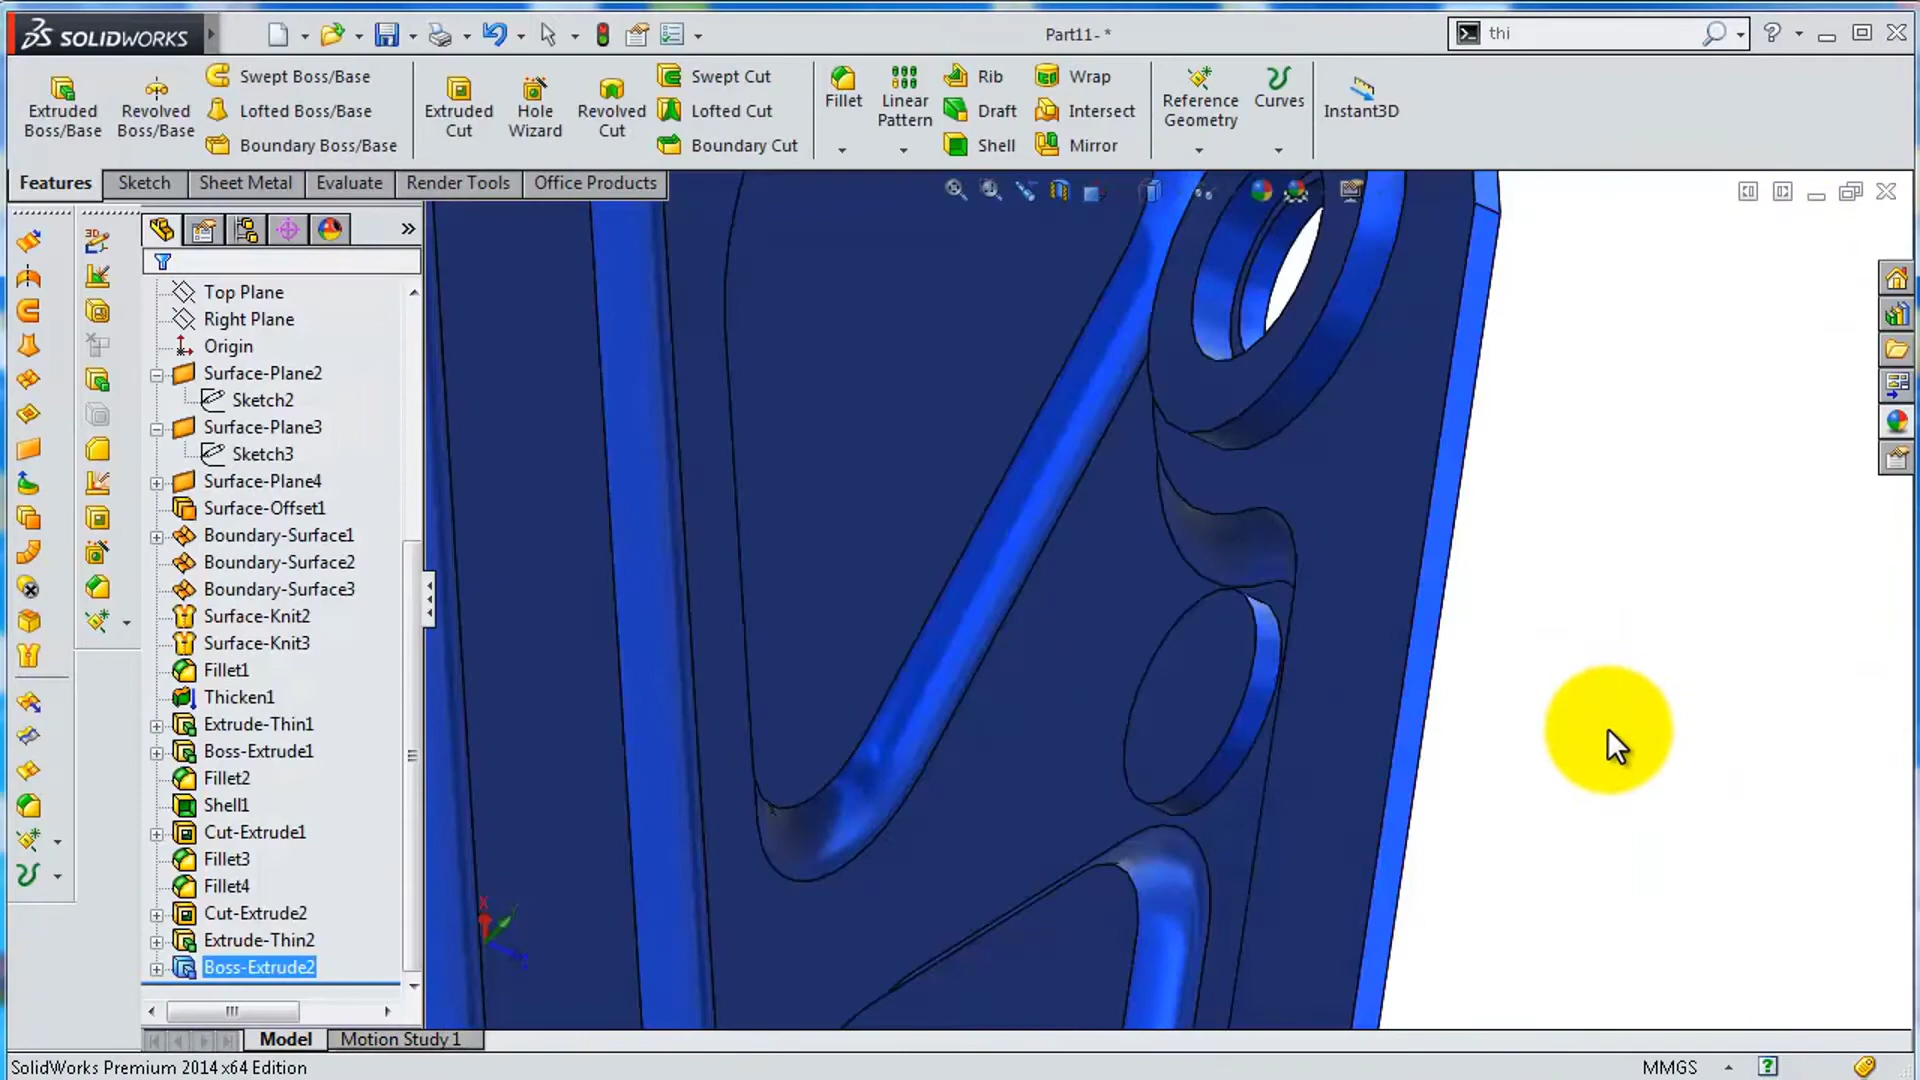 SOLIDWORKS
Part11- *
thi
Extruded Boss/Base
Revolved Boss/Base
Swept Boss/Base
Lofted Boss/Base
Boundary Boss/Base
Extruded Cut
Hole Wizard
Revolved Cut
Swept Cut
Lofted Cut
Boundary Cut
Fillet
Linear Pattern
Rib
Draft
Shell
Wrap
Intersect
Mirror
Reference Geometry
Curves
Instant3D
Features
Sketch
Sheet Metal
Evaluate
Render Tools
Office Products
Top Plane
Right Plane
Origin
Surface-Plane2
Sketch2
Surface-Plane3
Sketch3
Surface-Plane4
Surface-Offset1
Boundary-Surface1
Boundary-Surface2
Boundary-Surface3
Surface-Knit2
Surface-Knit3
Fillet1
Thicken1
Extrude-Thin1
Boss-Extrude1
Fillet2
Shell1
Cut-Extrude1
Fillet3
Fillet4
Cut-Extrude2
Extrude-Thin2
Boss-Extrude2
Model
Motion Study 1
SolidWorks Premium 2014 x64 Edition
MMGS